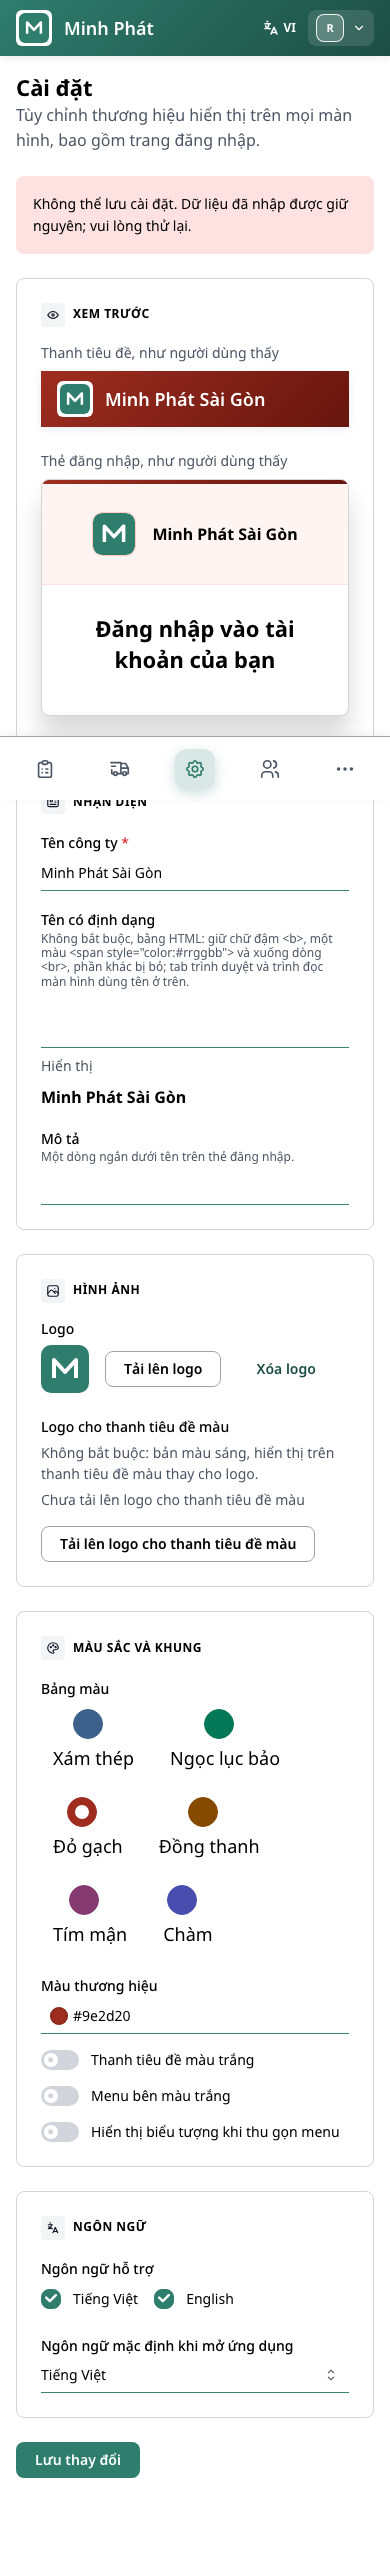 Minh Phát
VI
R
Cài đặt
Tùy chỉnh thương hiệu hiển thị trên mọi màn
hình, bao gồm trang đăng nhập.
Không thể lưu cài đặt. Dữ liệu đã nhập được giữ
nguyên; vui lòng thử lại.
XEM TRƯỚC
Thanh tiêu đề, như người dùng thấy
Minh Phát Sài Gòn
Thẻ đăng nhập, như người dùng thấy
Minh Phát Sài Gòn
Đăng nhập vào tài
khoản của bạn
NHẬN DIỆN
Tên công ty *
Minh Phát Sài Gòn
Tên có định dạng
Không bắt buộc, bằng HTML: giữ chữ đậm <b>, một
màu <span style="color:#rrggbb"> và xuống dòng
<br>, phần khác bị bỏ; tab trình duyệt và trình đọc
màn hình dùng tên ở trên.
Hiển thị
Minh Phát Sài Gòn
Mô tả
Một dòng ngắn dưới tên trên thẻ đăng nhập.
HÌNH ẢNH
Logo
Tải lên logo
Xóa logo
Logo cho thanh tiêu đề màu
Không bắt buộc: bản màu sáng, hiển thị trên
thanh tiêu đề màu thay cho logo.
Chưa tải lên logo cho thanh tiêu đề màu
Tải lên logo cho thanh tiêu đề màu
MÀU SẮC VÀ KHUNG
Bảng màu
Xám thép
Ngọc lục bảo
Đỏ gạch
Đồng thanh
Tím mận
Chàm
Màu thương hiệu
#9e2d20
Thanh tiêu đề màu trắng
Menu bên màu trắng
Hiển thị biểu tượng khi thu gọn menu
NGÔN NGỮ
Ngôn ngữ hỗ trợ
Tiếng Việt
English
Ngôn ngữ mặc định khi mở ứng dụng
Tiếng Việt
Lưu thay đổi